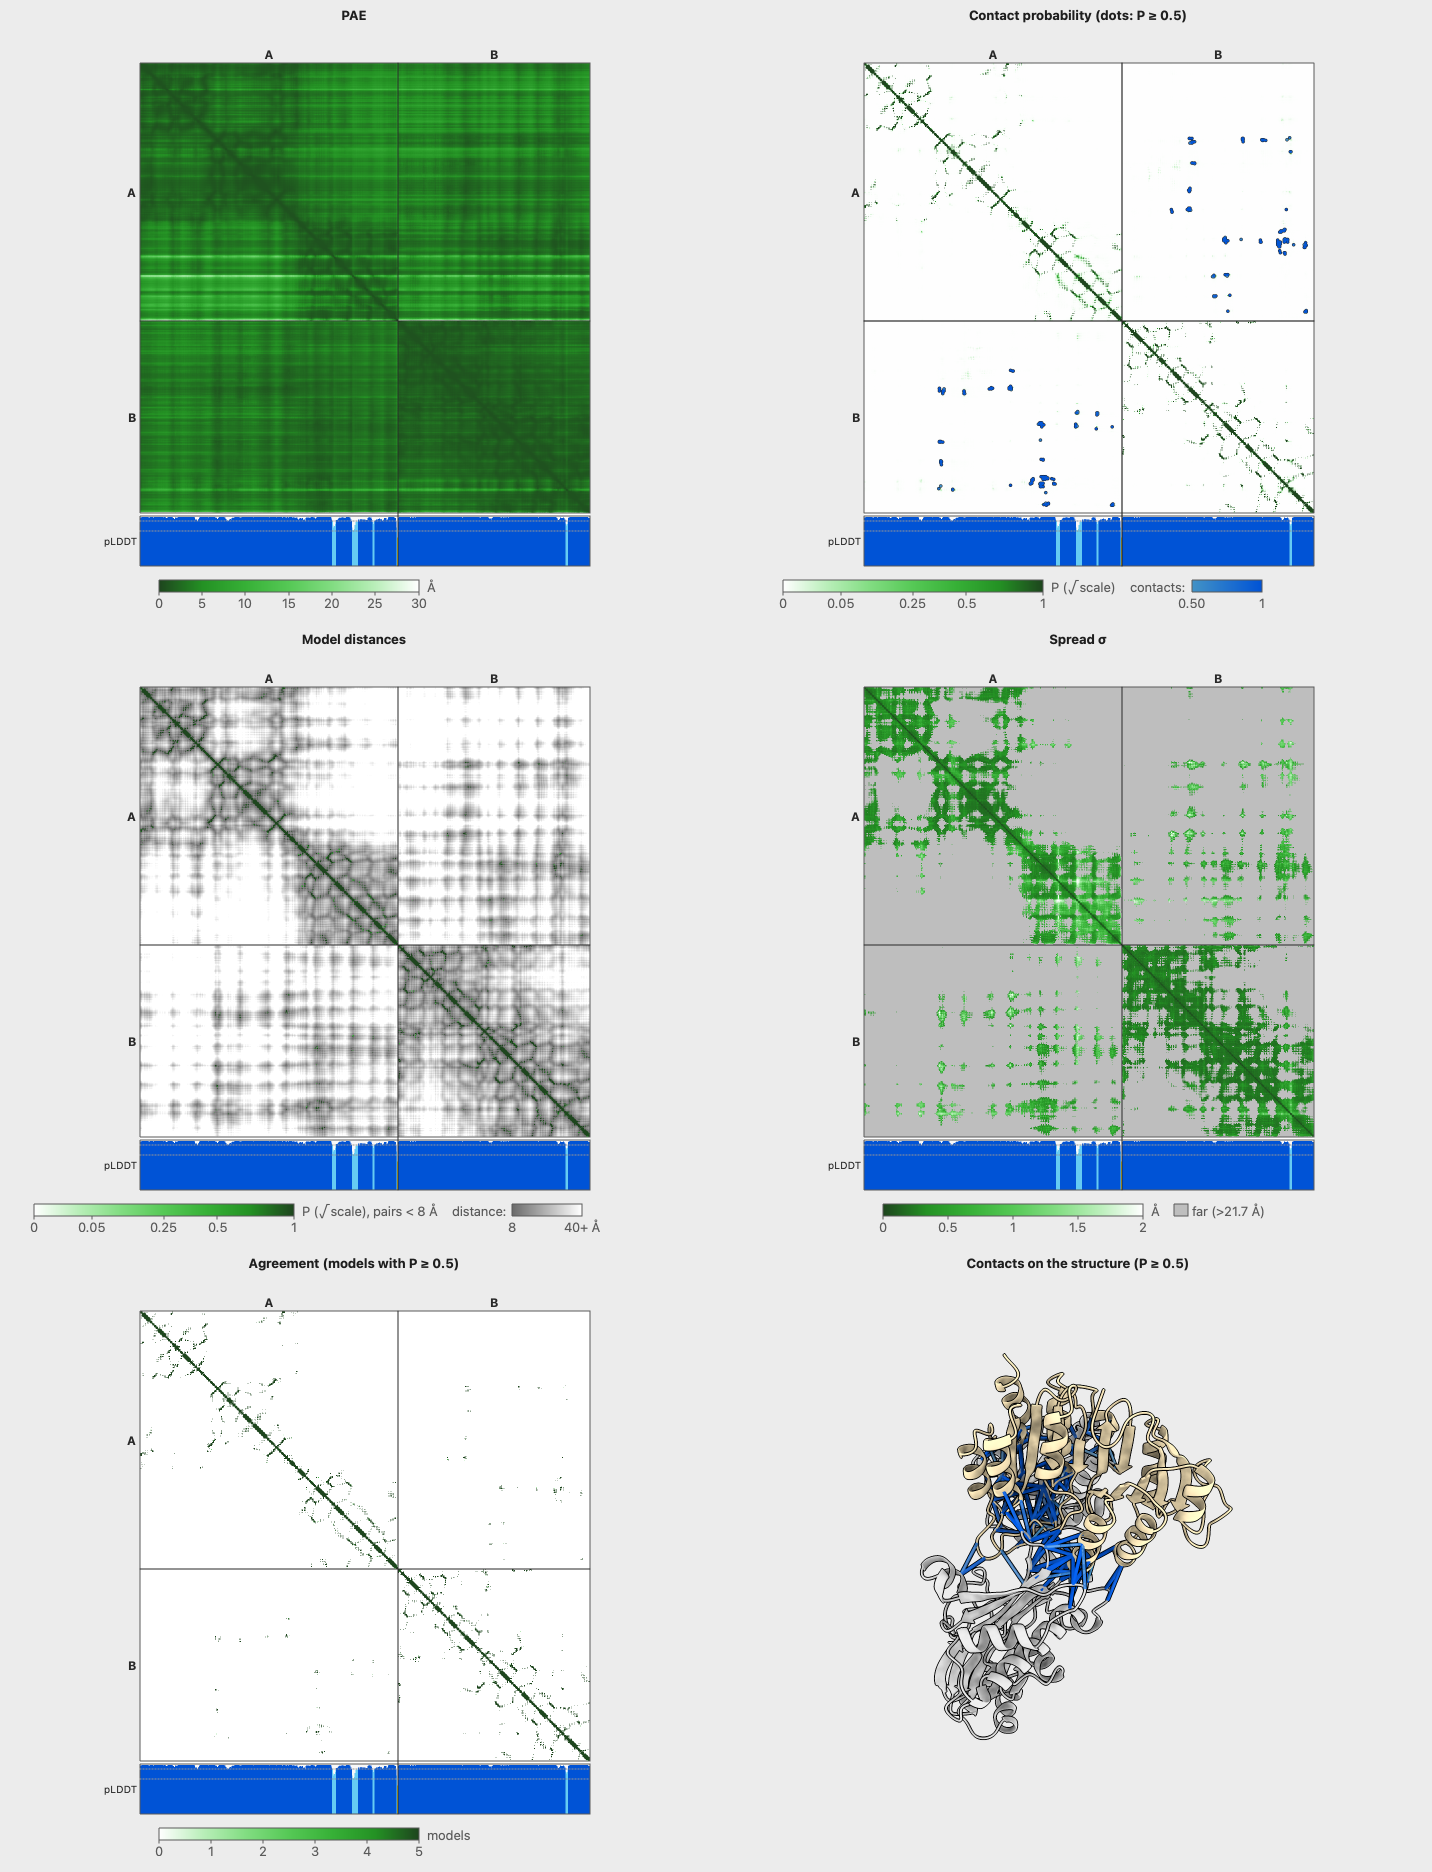 PAE
A B
A
B
pLDDT
Å
0 5 10 15 20 25 30
Contact probability (dots: P ≥ 0.5)
A B
A
B
pLDDT
P (√scale) contacts:
0 0.05 0.25 0.5 1 0.50 1
Model distances
A B
A
B
pLDDT
P (√scale), pairs < 8 Å distance:
0 0.05 0.25 0.5 1 8 40+ Å
Spread σ
A B
A
B
pLDDT
Å far (>21.7 Å)
0 0.5 1 1.5 2
Agreement (models with P ≥ 0.5)
A B
A
B
pLDDT
models
0 1 2 3 4 5
Contacts on the structure (P ≥ 0.5)